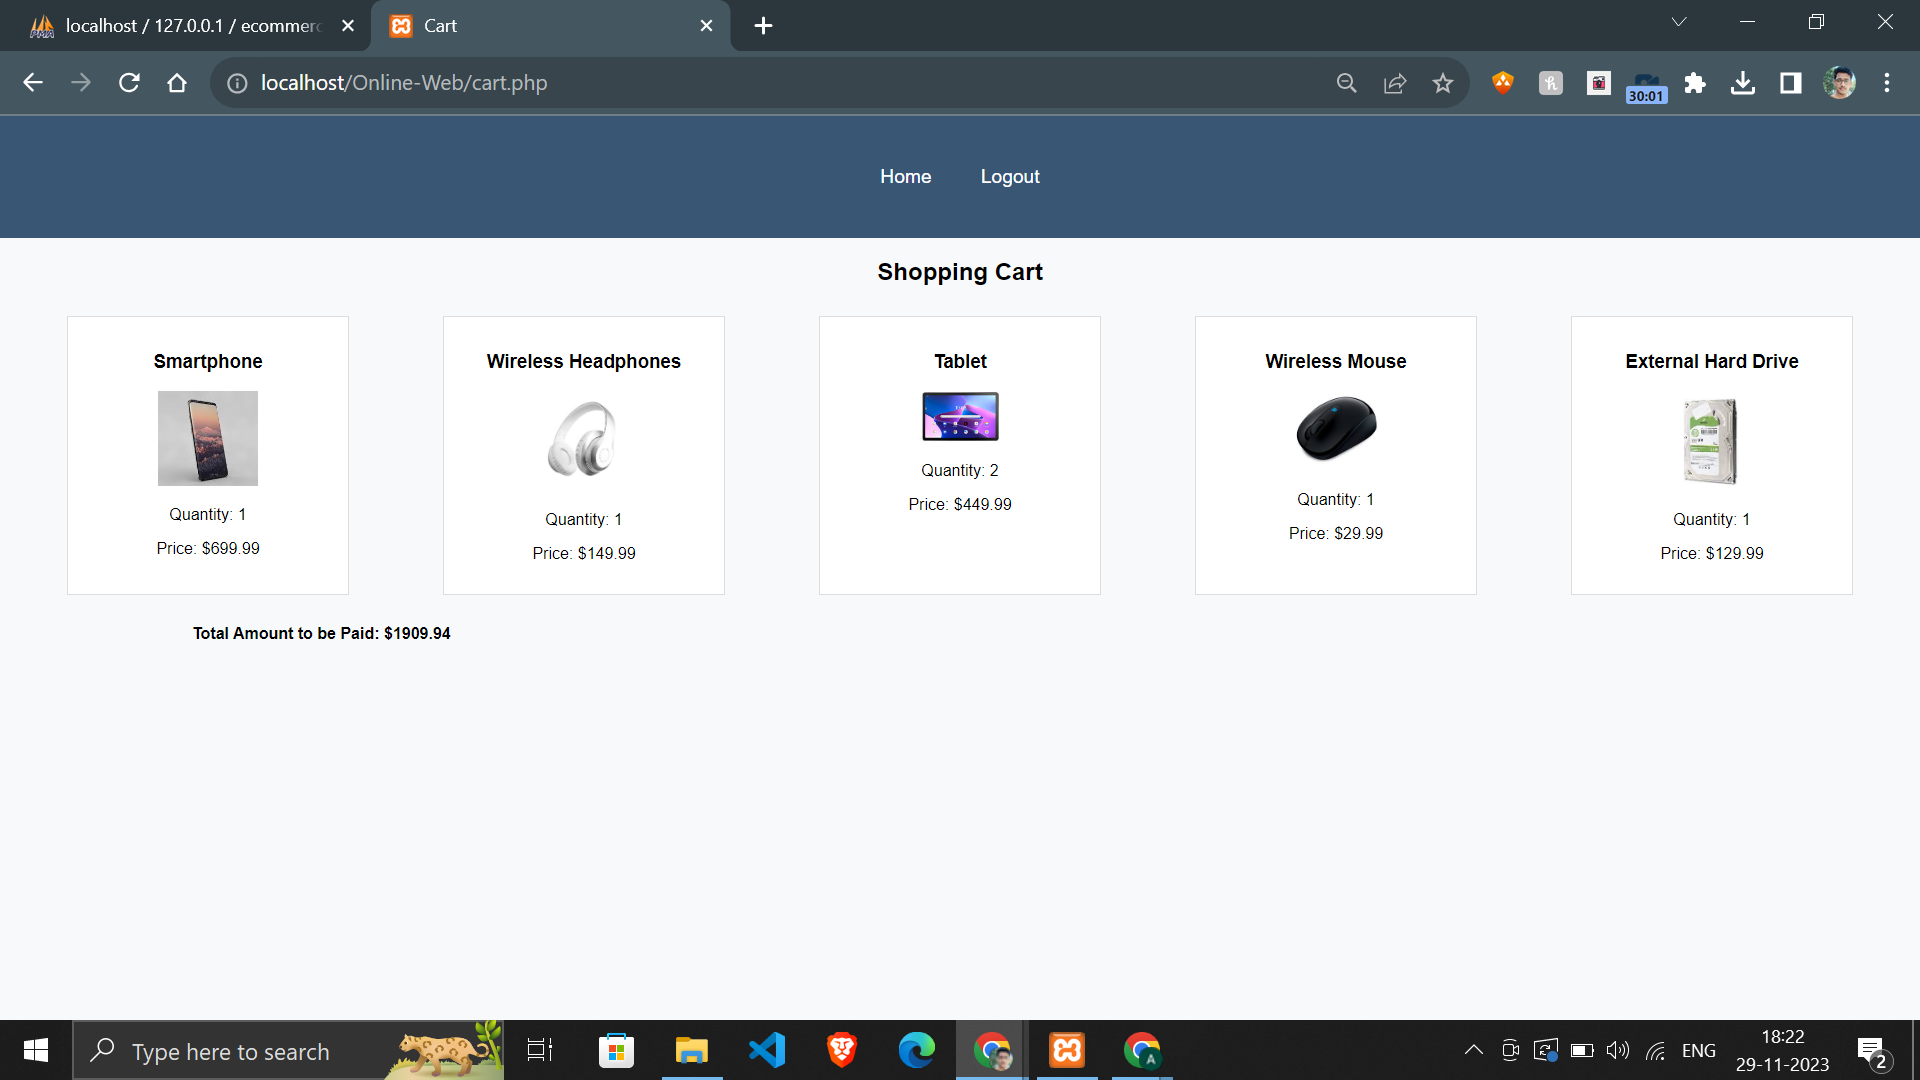 localhost / 127.0.0.1 / ecommerc
Cart
localhost/Online-Web/cart.php
30:01
Home
Logout
Shopping Cart
Smartphone
Quantity: 1
Price: $699.99
Wireless Headphones
Quantity: 1
Price: $149.99
Tablet
Quantity: 2
Price: $449.99
Wireless Mouse
Quantity: 1
Price: $29.99
External Hard Drive
Quantity: 1
Price: $129.99
Total Amount to be Paid: $1909.94
Type here to search
A
ENG
18:22
29-11-2023
2